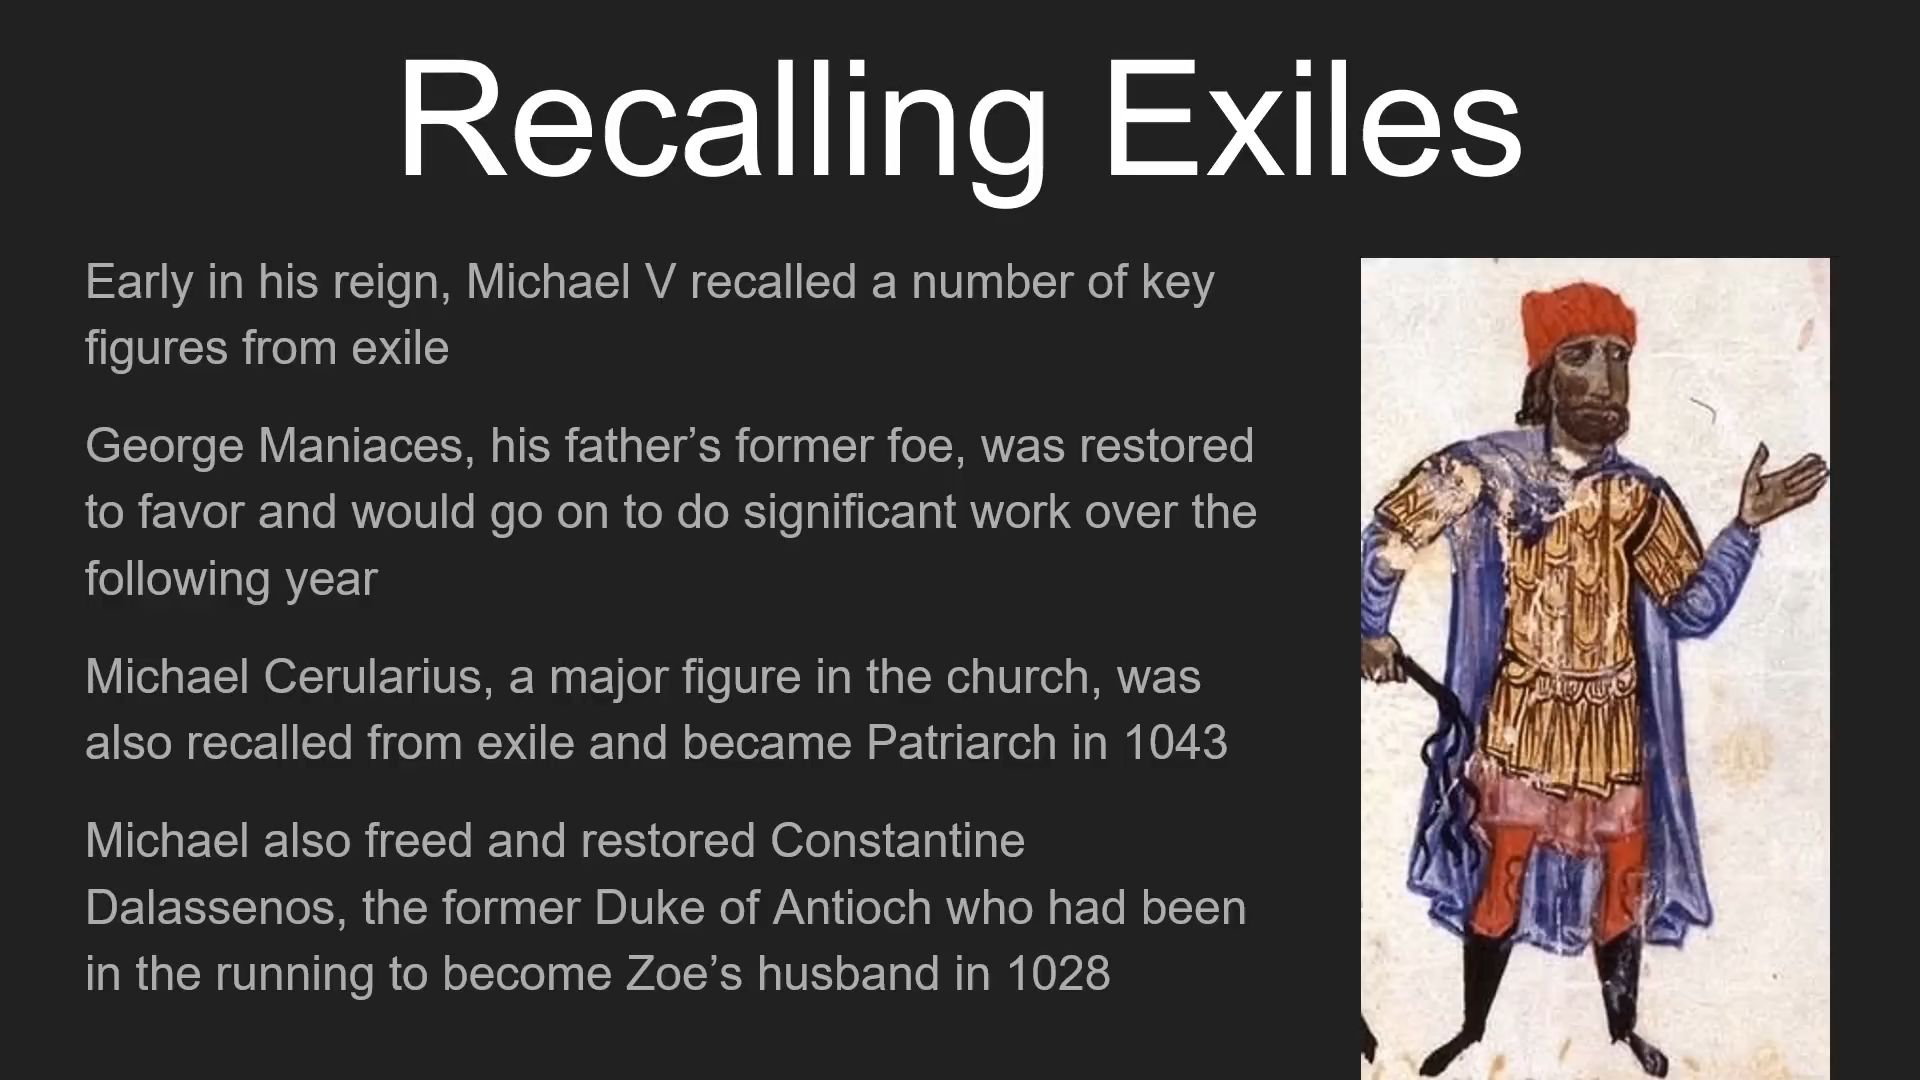 Recalling Exiles
Early in his reign, Michael V recalled a number of key
figures from exile
George Maniaces, his father’s former foe, was restored
to favor and would go on to do significant work over the
following year
Michael Cerularius, a major figure in the church, was
also recalled from exile and became Patriarch in 1043
Michael also freed and restored Constantine
Dalassenos, the former Duke of Antioch who had been
in the running to become Zoe’s husband in 1028